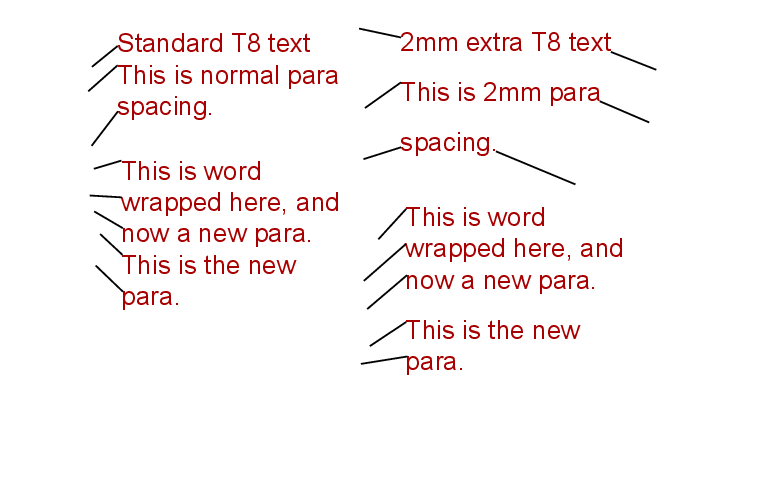 Standard T8 text
This is normal para
spacing.
This is word
wrapped here, and
now a new para.
This is the new
para.
2mm extra T8 text
This is 2mm para
spacing.
This is word
wrapped here, and
now a new para.
This is the new
para.